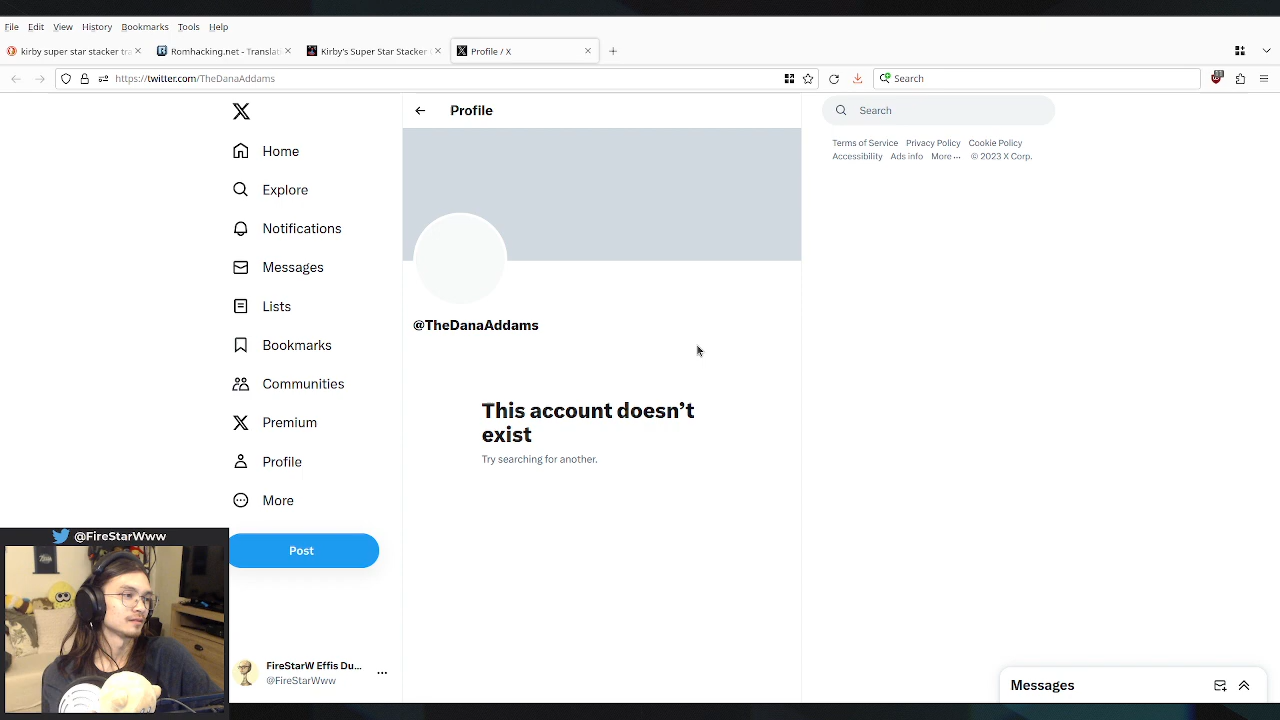 File Edit View History Bookmarks Tools Help
kirby super star stacker tra
Romhacking.net - Translati
Kirby's Super Star Stacker
Profile / X
https://twitter.com/TheDanaAddams
Search
Profile
Search
Terms of Service Privacy Policy Cookie Policy
Accessibility Ads info More ... © 2023 X Corp.
Home
Explore
Notifications
Messages
Lists
Bookmarks
Communities
Premium
Profile
More
Post
@TheDanaAddams
This account doesn't
exist
Try searching for another.
@FireStarWww
FireStarW Effis Du...
@FireStarWww
Messages